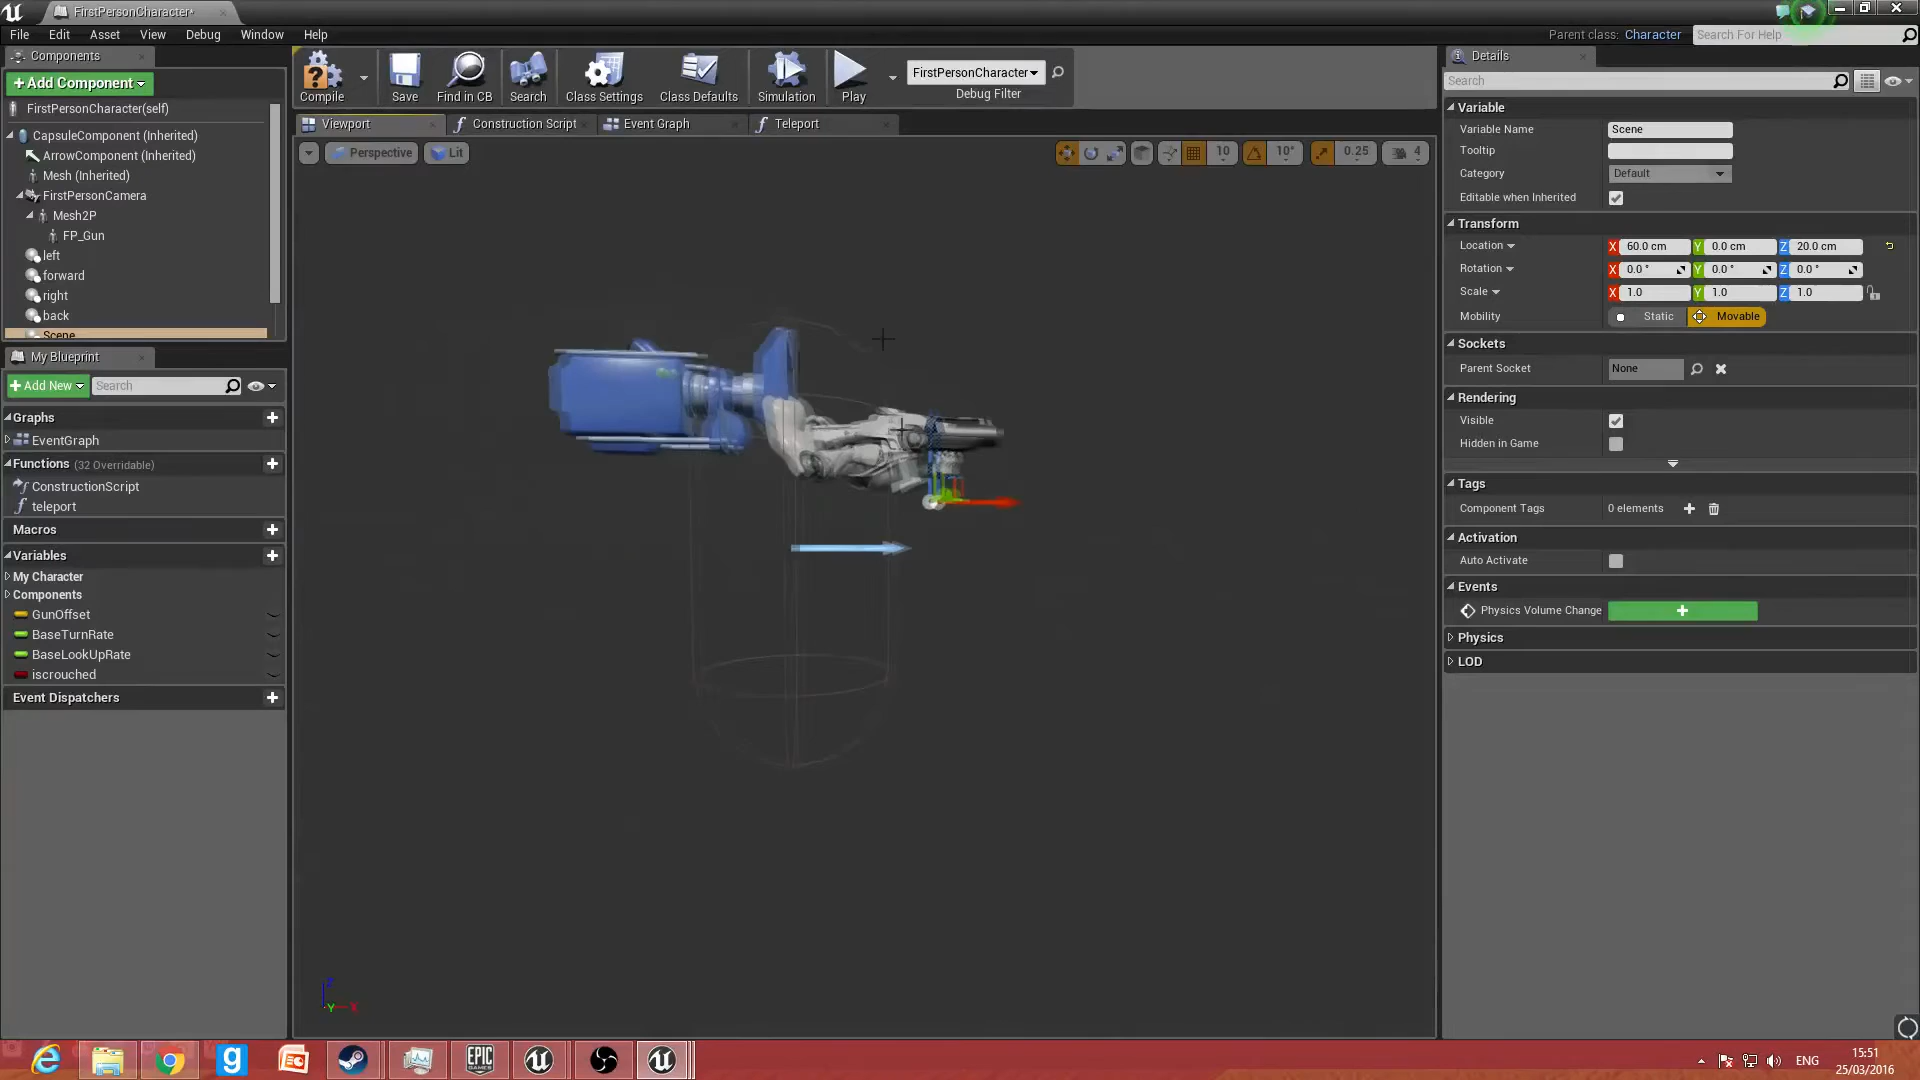 FirstPersonCharacter*
File Edit Asset View Debug Window Help
Parent class: Character Search For Help
Components
+Add Component
FirstPersonCharacter(self)
CapsuleComponent (Inherited)
ArrowComponent (Inherited)
Mesh (Inherited)
FirstPersonCamera
Mesh2P
FP_Gun
left
forward
right
back
Scene
My Blueprint
+Add New Search
Graphs
EventGraph
Functions (32 Overridable)
ConstructionScript
teleport
Macros
Variables
My Character
Components
GunOffset
BaseTurnRate
BaseLookUpRate
iscrouched
Event Dispatchers
Compile Save Find in CB Search Class Settings Class Defaults Simulation Play
FirstPersonCharacter
Debug Filter
Viewport Construction Script Event Graph Teleport
Perspective Lit
10 10° 0.25 4
Z
Y X
Details
Search
Variable
Variable Name Scene
Tooltip
Category Default
Editable when Inherited
Transform
Location X 60.0 cm Y 0.0 cm Z 20.0 cm
Rotation X 0.0 ° Y 0.0 ° Z 0.0 °
Scale X 1.0 Y 1.0 Z 1.0
Mobility Static Movable
Sockets
Parent Socket None
Rendering
Visible
Hidden in Game
Tags
Component Tags 0 elements
Activation
Auto Activate
Events
Physics Volume Change +
Physics
LOD
EPIC
GAMES
ENG
15:51
25/03/2016